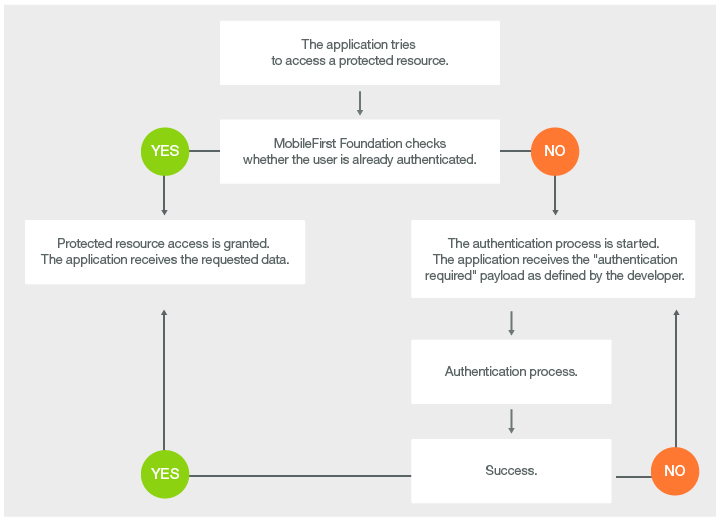 The application tries
to access a protected resource.
YES
MobileFirst Foundation checks
whether the user is already authenticated.
NO
Protected resource access is granted.
The application receives the requested data.
The authentication process is started.
The application receives the "authentication
required" payload as defined by the developer.
Authentication process.
YES
Success.
NO